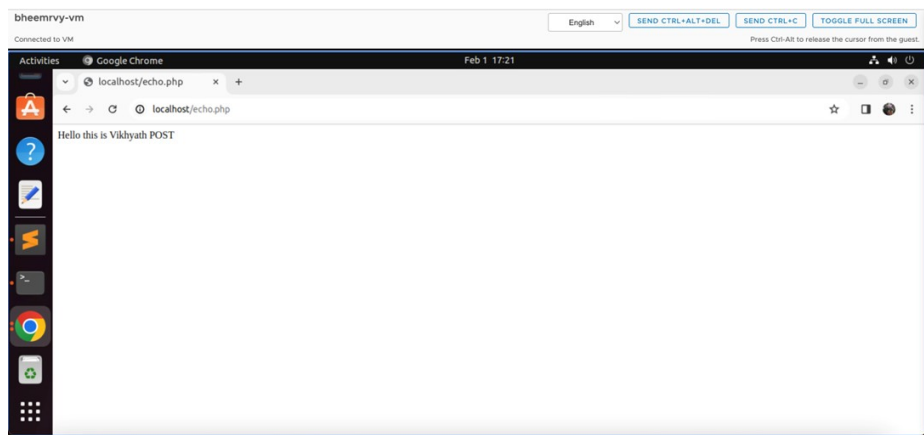 bheemrvy-vm
English
SEND CTRL+ALT+DEL
SEND CTRL+C
TOGGLE FULL SCREEN
Connected to VM
Press Ctrl-Alt to release the cursor from the guest.
Activities
Google Chrome
Feb 1 17:21
localhost/echo.php
localhost/echo.php
Hello this is Vikhyath POST